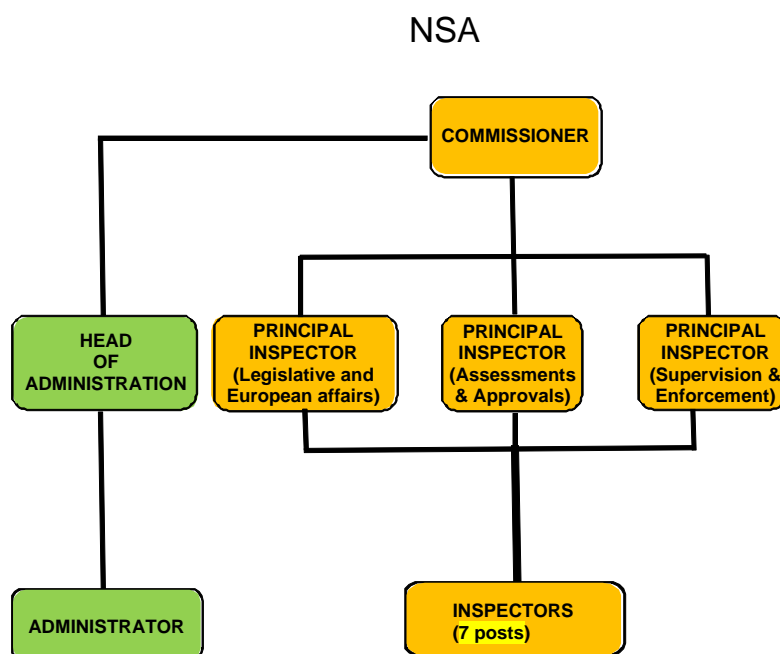 NSA
COMMISSIONER
HEAD
OF
ADMINISTRATION
PRINCIPAL
INSPECTOR
(Legislative and
European affairs)
PRINCIPAL
INSPECTOR
(Assessments
& Approvals)
PRINCIPAL
INSPECTOR
(Supervision &
Enforcement)
ADMINISTRATOR
INSPECTORS
(7 posts)